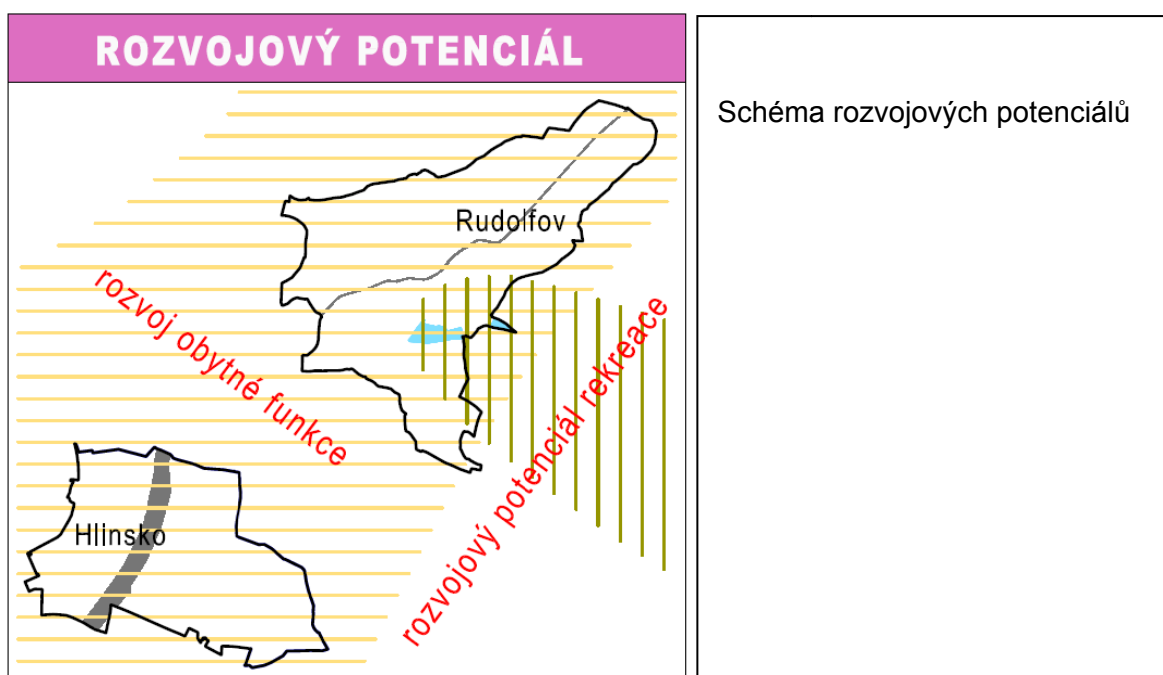 ROZVOJOVÝ POTENCIÁL
Schéma rozvojových potenciálů
Rudolfov
rozvoj obytné funkce
rozvojový potenciál rekreace
Hlinsko